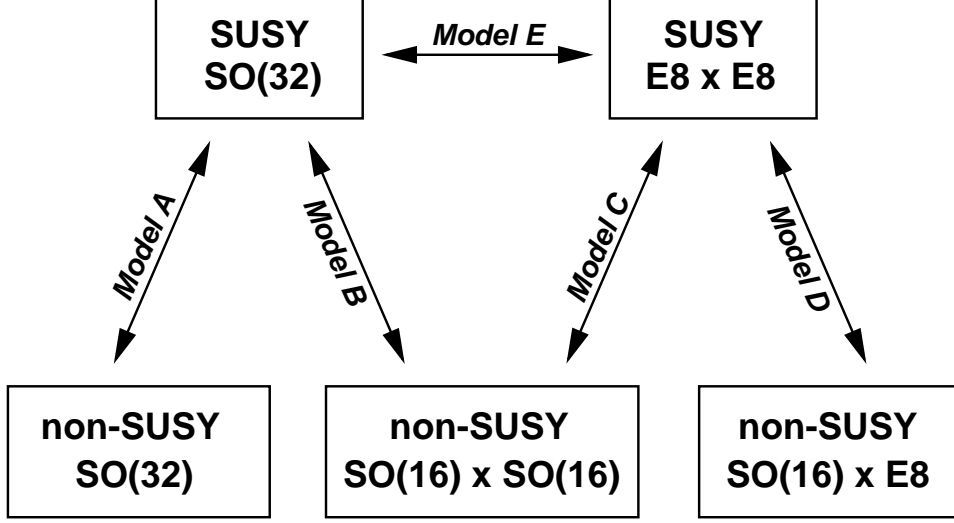 SUSY
SO(32)
Model E
SUSY
E8 x E8
Model A
Model B
Model C
Model D
non-SUSY
SO(32)
non-SUSY
SO(16) x SO(16)
non-SUSY
SO(16) x E8